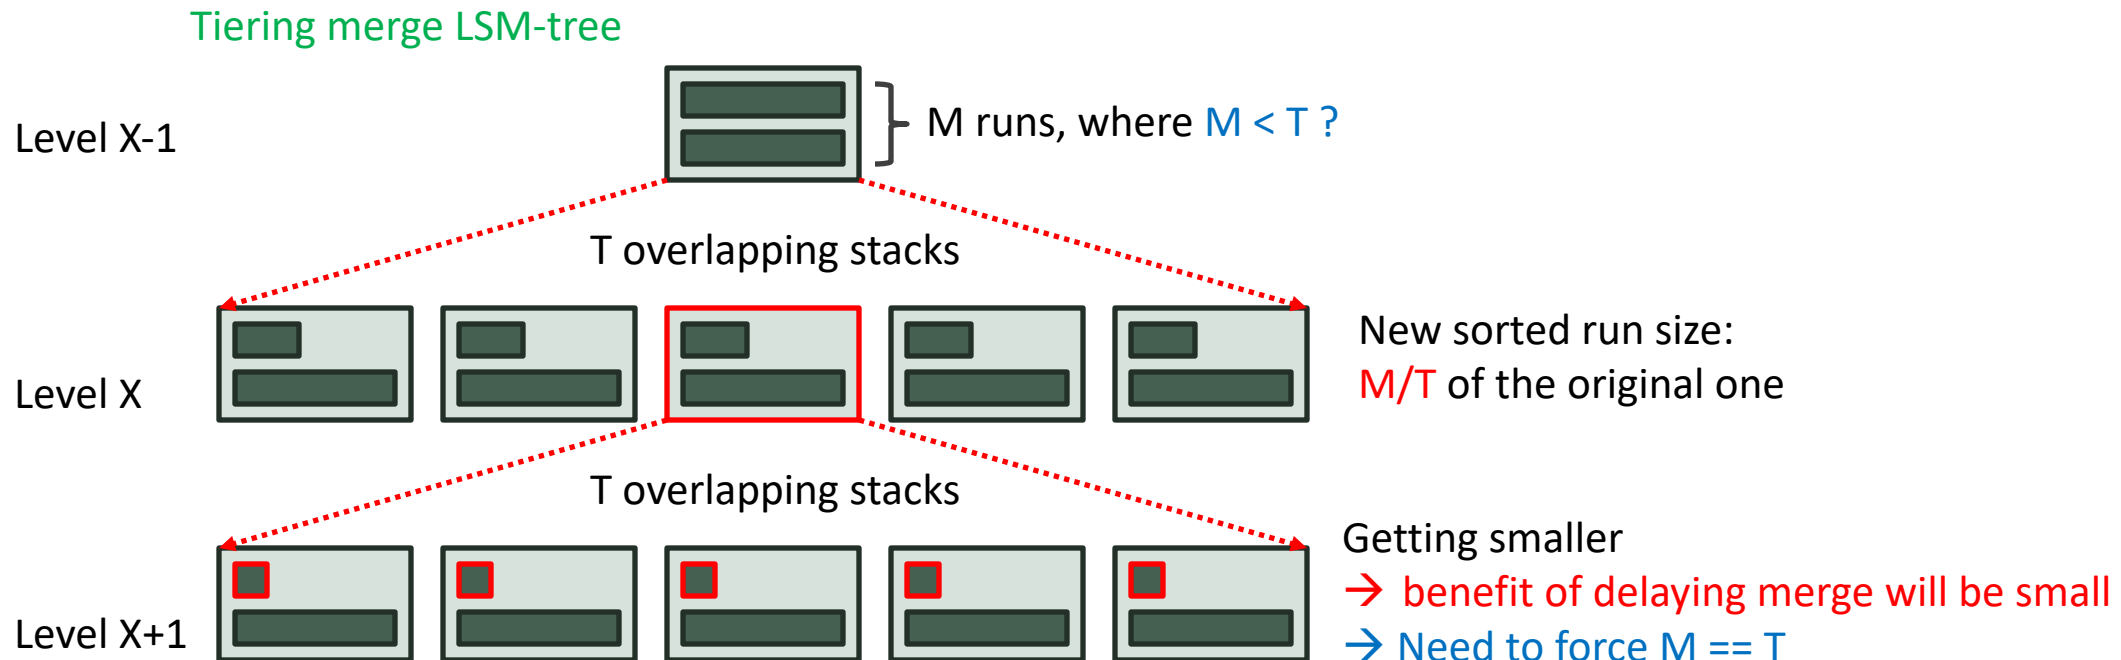 Tiering merge LSM-tree
Level X-1
M runs, where M < T ?
T overlapping stacks
Level X
New sorted run size:
M/T of the original one
T overlapping stacks
Level X+1
Getting smaller
→ benefit of delaying merge will be small
→ Need to force M == T